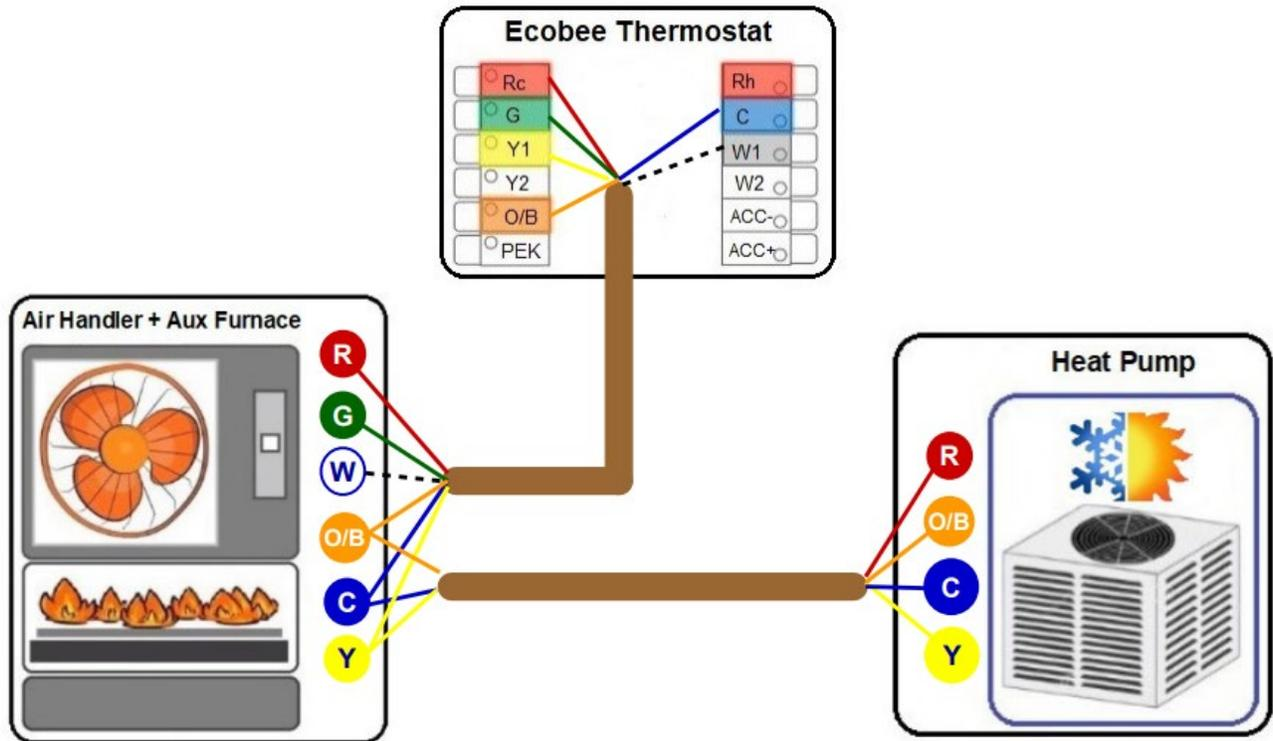 Ecobee Thermostat
Rc
G
Y1
Y2
O/B
PEK
Rh
C
W1
W2
ACC-
ACC+
Air Handler + Aux Furnace
R
G
W
O/B
C
Y
Heat Pump
R
O/B
C
Y